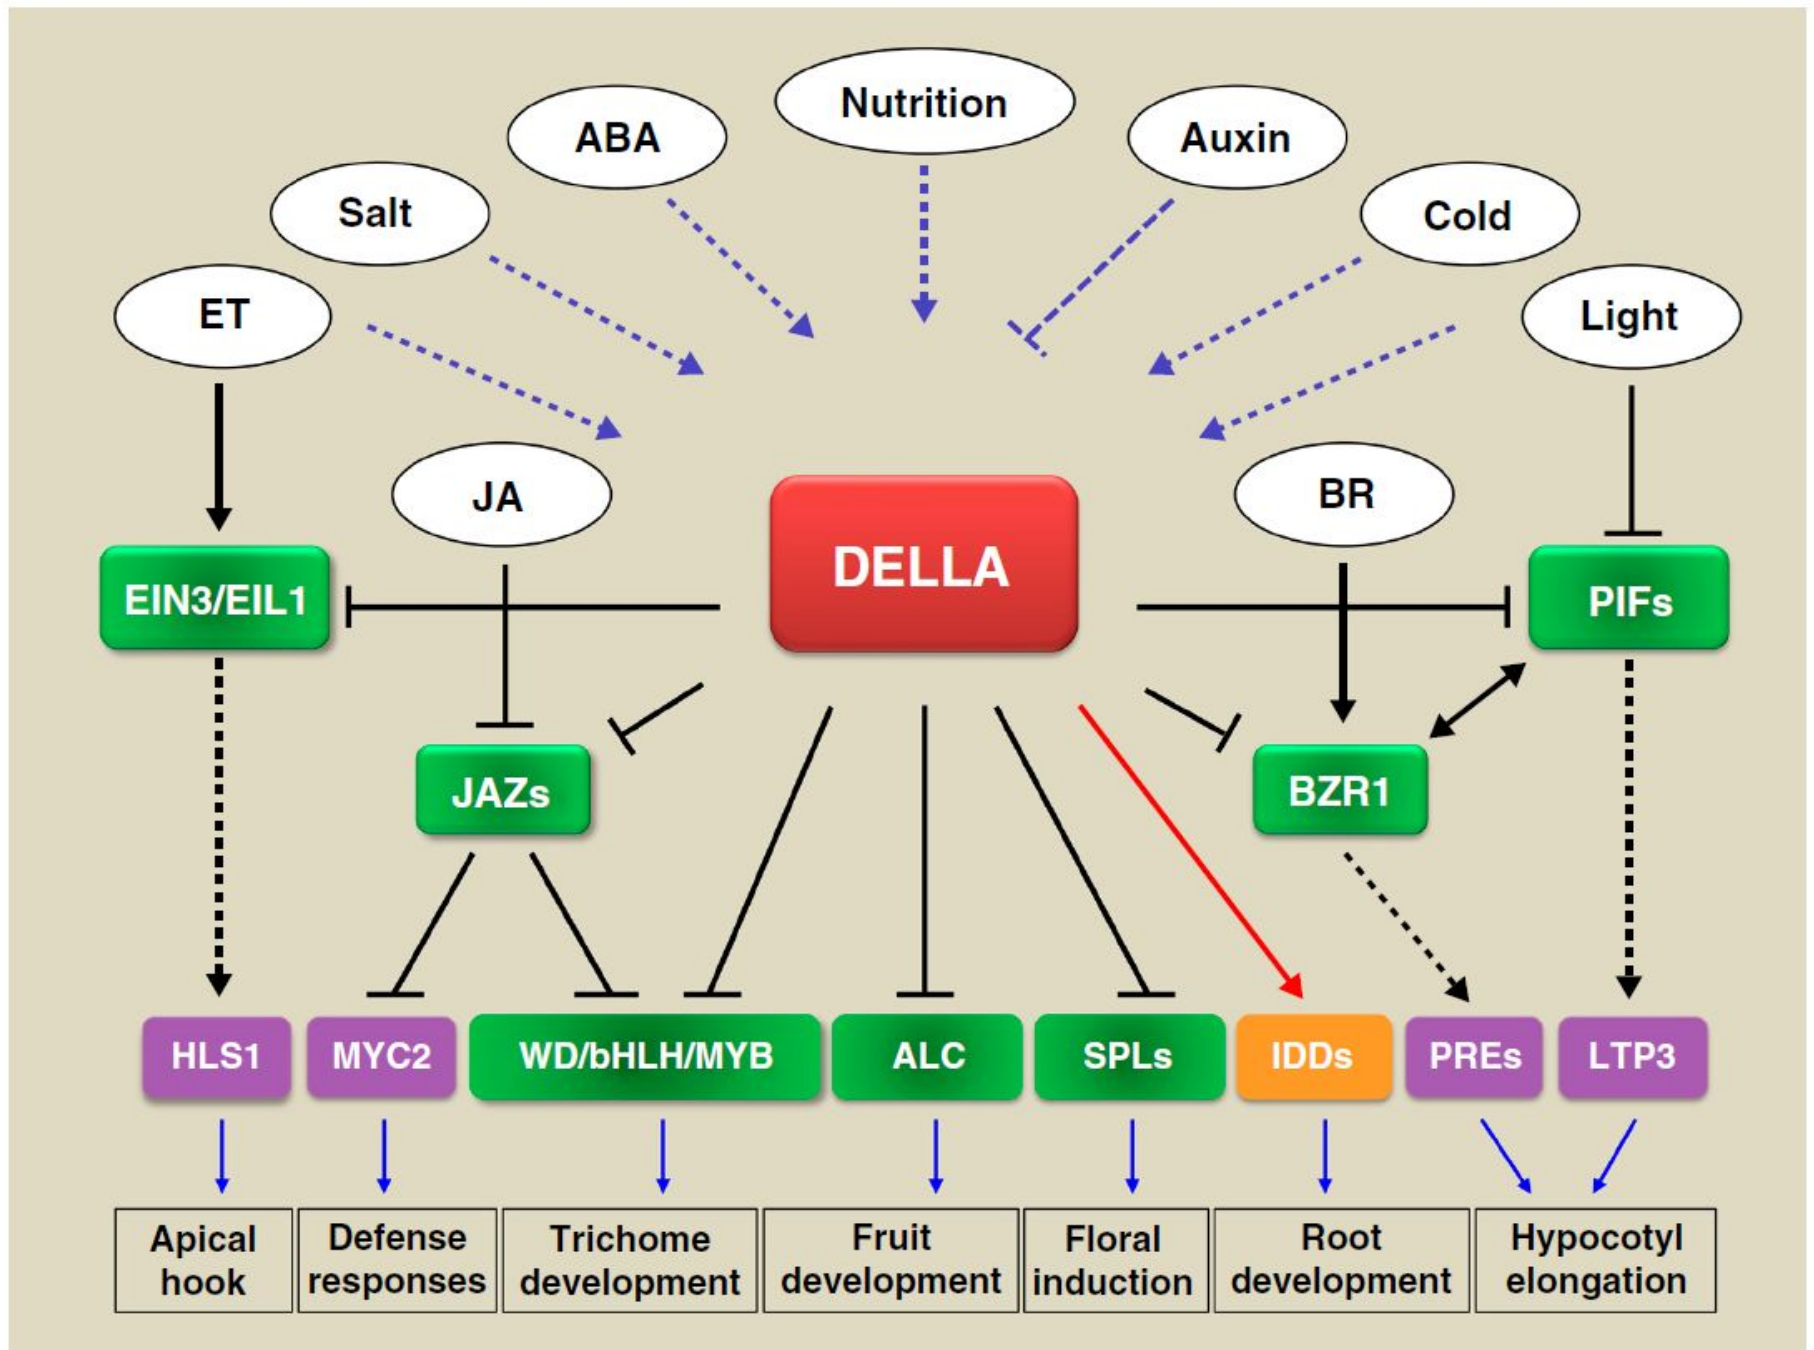 Nutrition
ABA
Auxin
Salt
Cold
ET
Light
JA
BR
DELLA
EIN3/EIL1
PIFs
JAZs
BZR1
HLS1
MYC2
WD/bHLH/MYB
ALC
SPLs
IDDs
PREs
LTP3
Apical
hook
Defense
responses
Trichome
development
Fruit
development
Floral
induction
Root
development
Hypocotyl
elongation